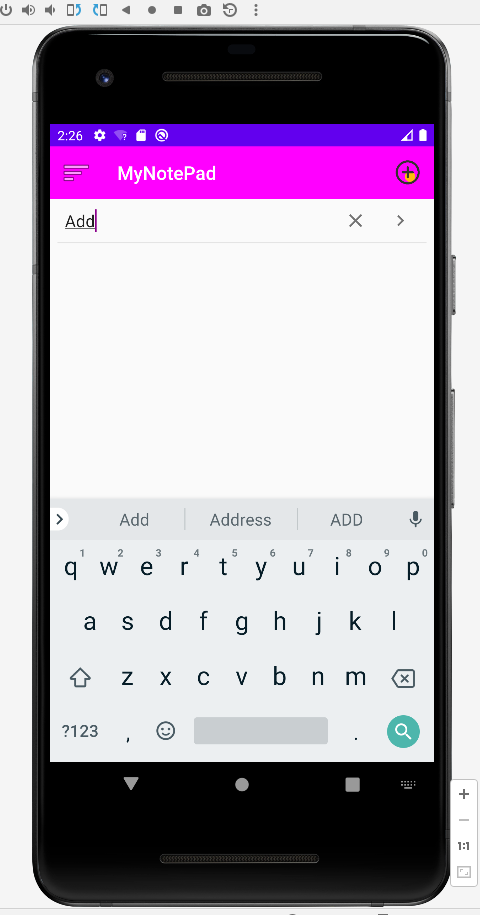 2:26
MyNotePad
Add
Add Address ADD
1 2 3 4 5 6 7 8 9 0
q w e r t y u i o p
a s d f g h j k l
z x c v b n m
?123 , .
1:1